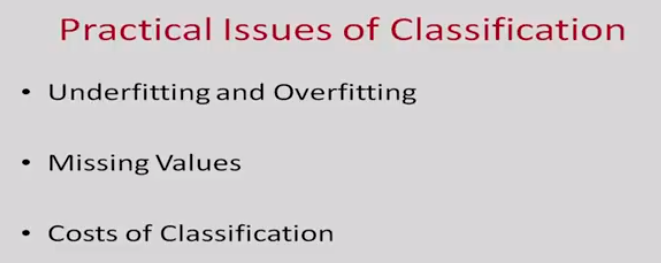 Practical Issues of Classification
• Underfitting and Overfitting
• Missing Values
• Costs of Classification